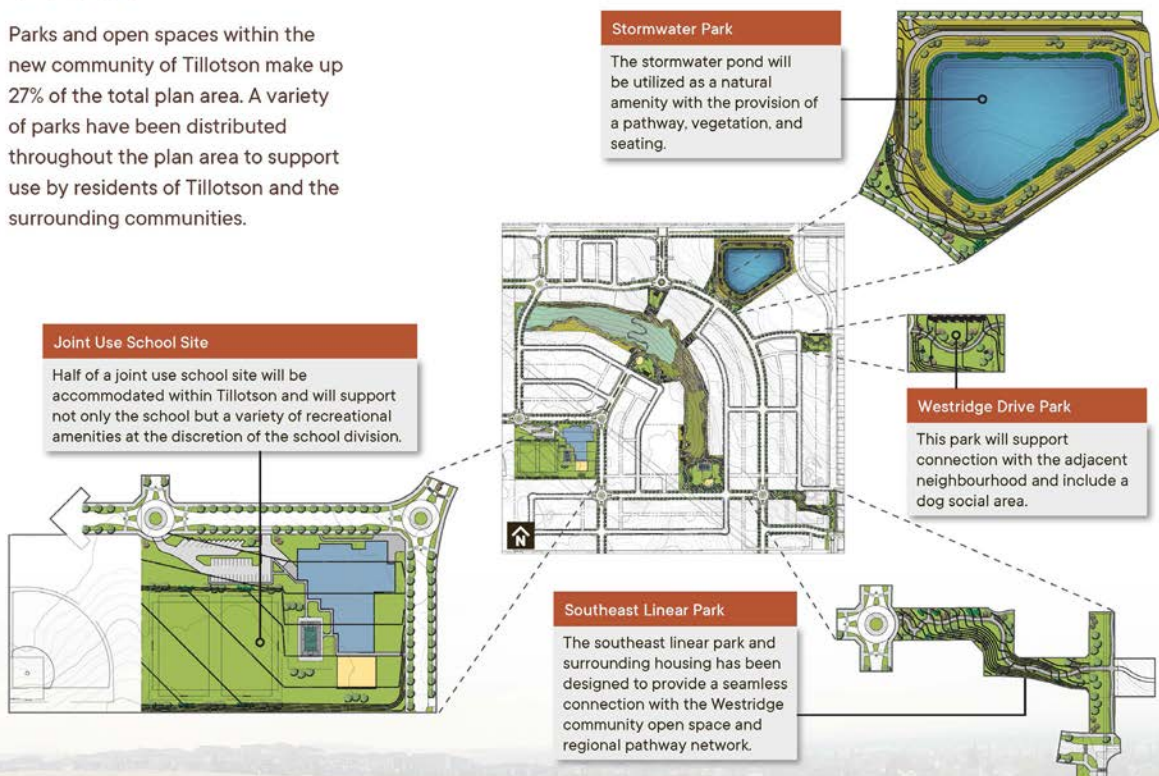 Parks and open spaces within the
new community of Tillotson make up
27% of the total plan area. A variety
of parks have been distributed
throughout the plan area to support
use by residents of Tillotson and the
surrounding communities.
Stormwater Park
The stormwater pond will
be utilized as a natural
amenity with the provision of
a pathway, vegetation, and
seating.
Joint Use School Site
Half of a joint use school site will be
accommodated within Tillotson and will support
not only the school but a variety of recreational
amenities at the discretion of the school division.
Westridge Drive Park
This park will support
connection with the adjacent
neighbourhood and include a
dog social area.
N
Southeast Linear Park
The southeast linear park and
surrounding housing has been
designed to provide a seamless
connection with the Westridge
community open space and
regional pathway network.